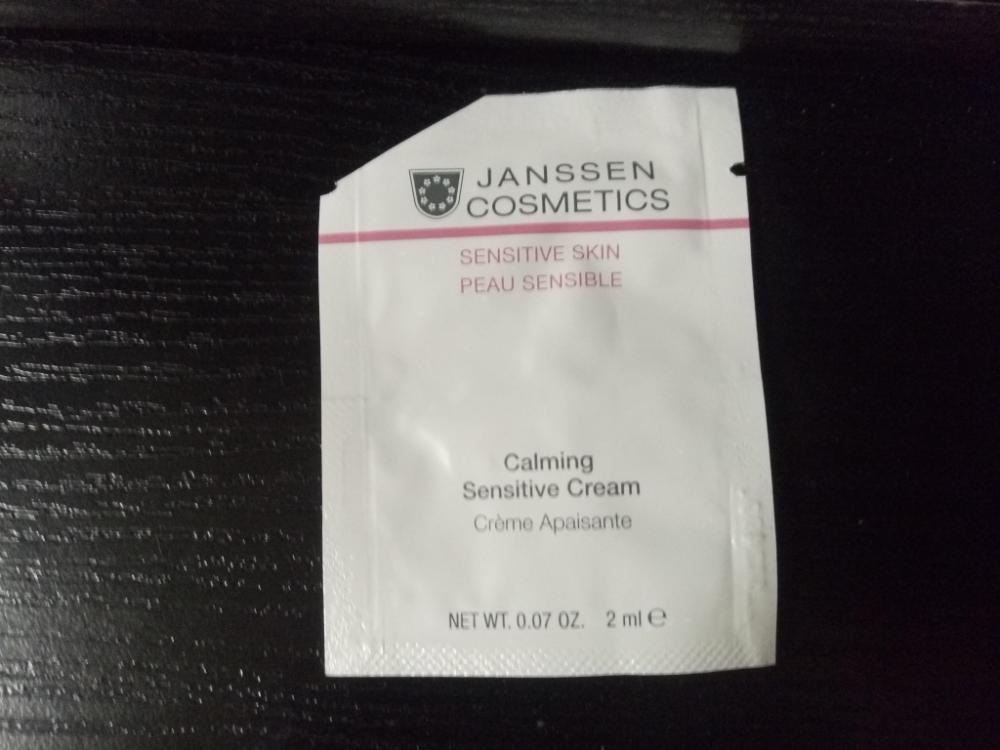 JANSSEN
COSMETICS
SENSITIVE SKIN
PEAU SENSIBLE
Calming
Sensitive Cream
Crème Apaisante
NET WT. 0.07 OZ. 2 ml ℮